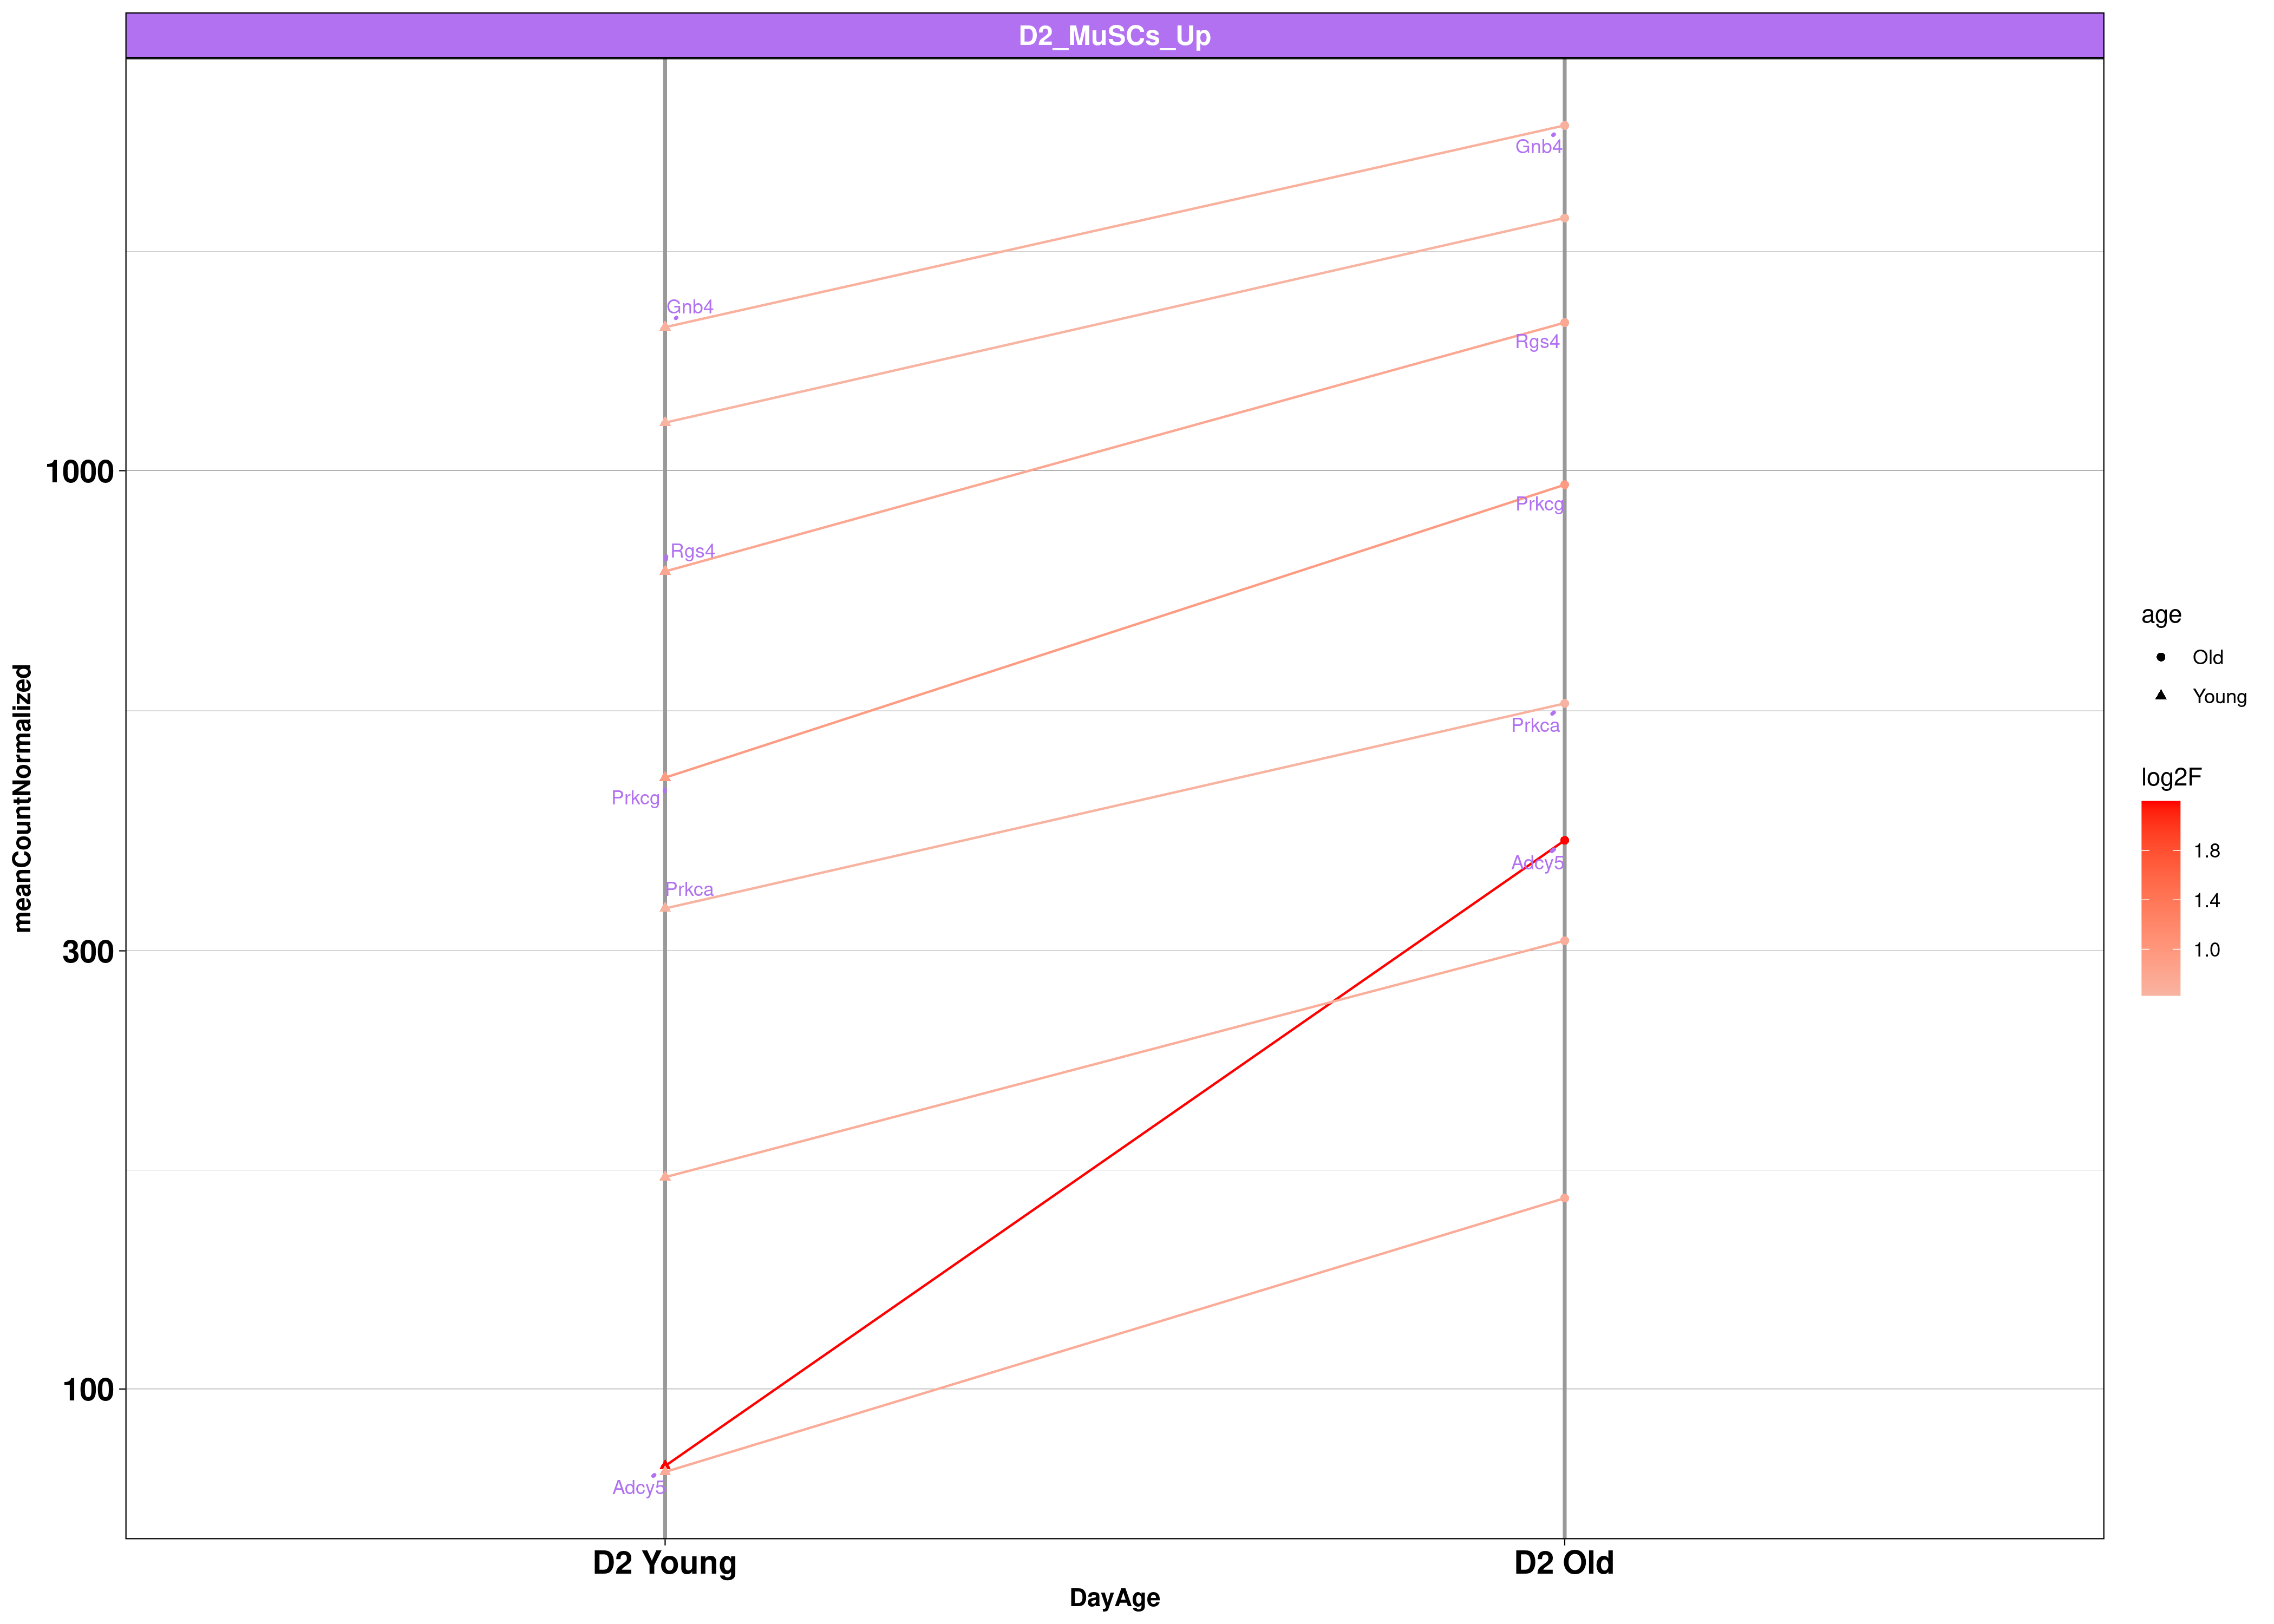 D2_MuSCs_Up
Gnb4
Gnb4
Rgs4
1000
Prkcg
Rgs4
Prkca
Prkcg
Adcy5
Prkca
300
100
Adcy5
meanCountNormalized
D2 Young
D2 Old
DayAge
age
Old
Young
log2F
1.8
1.4
1.0